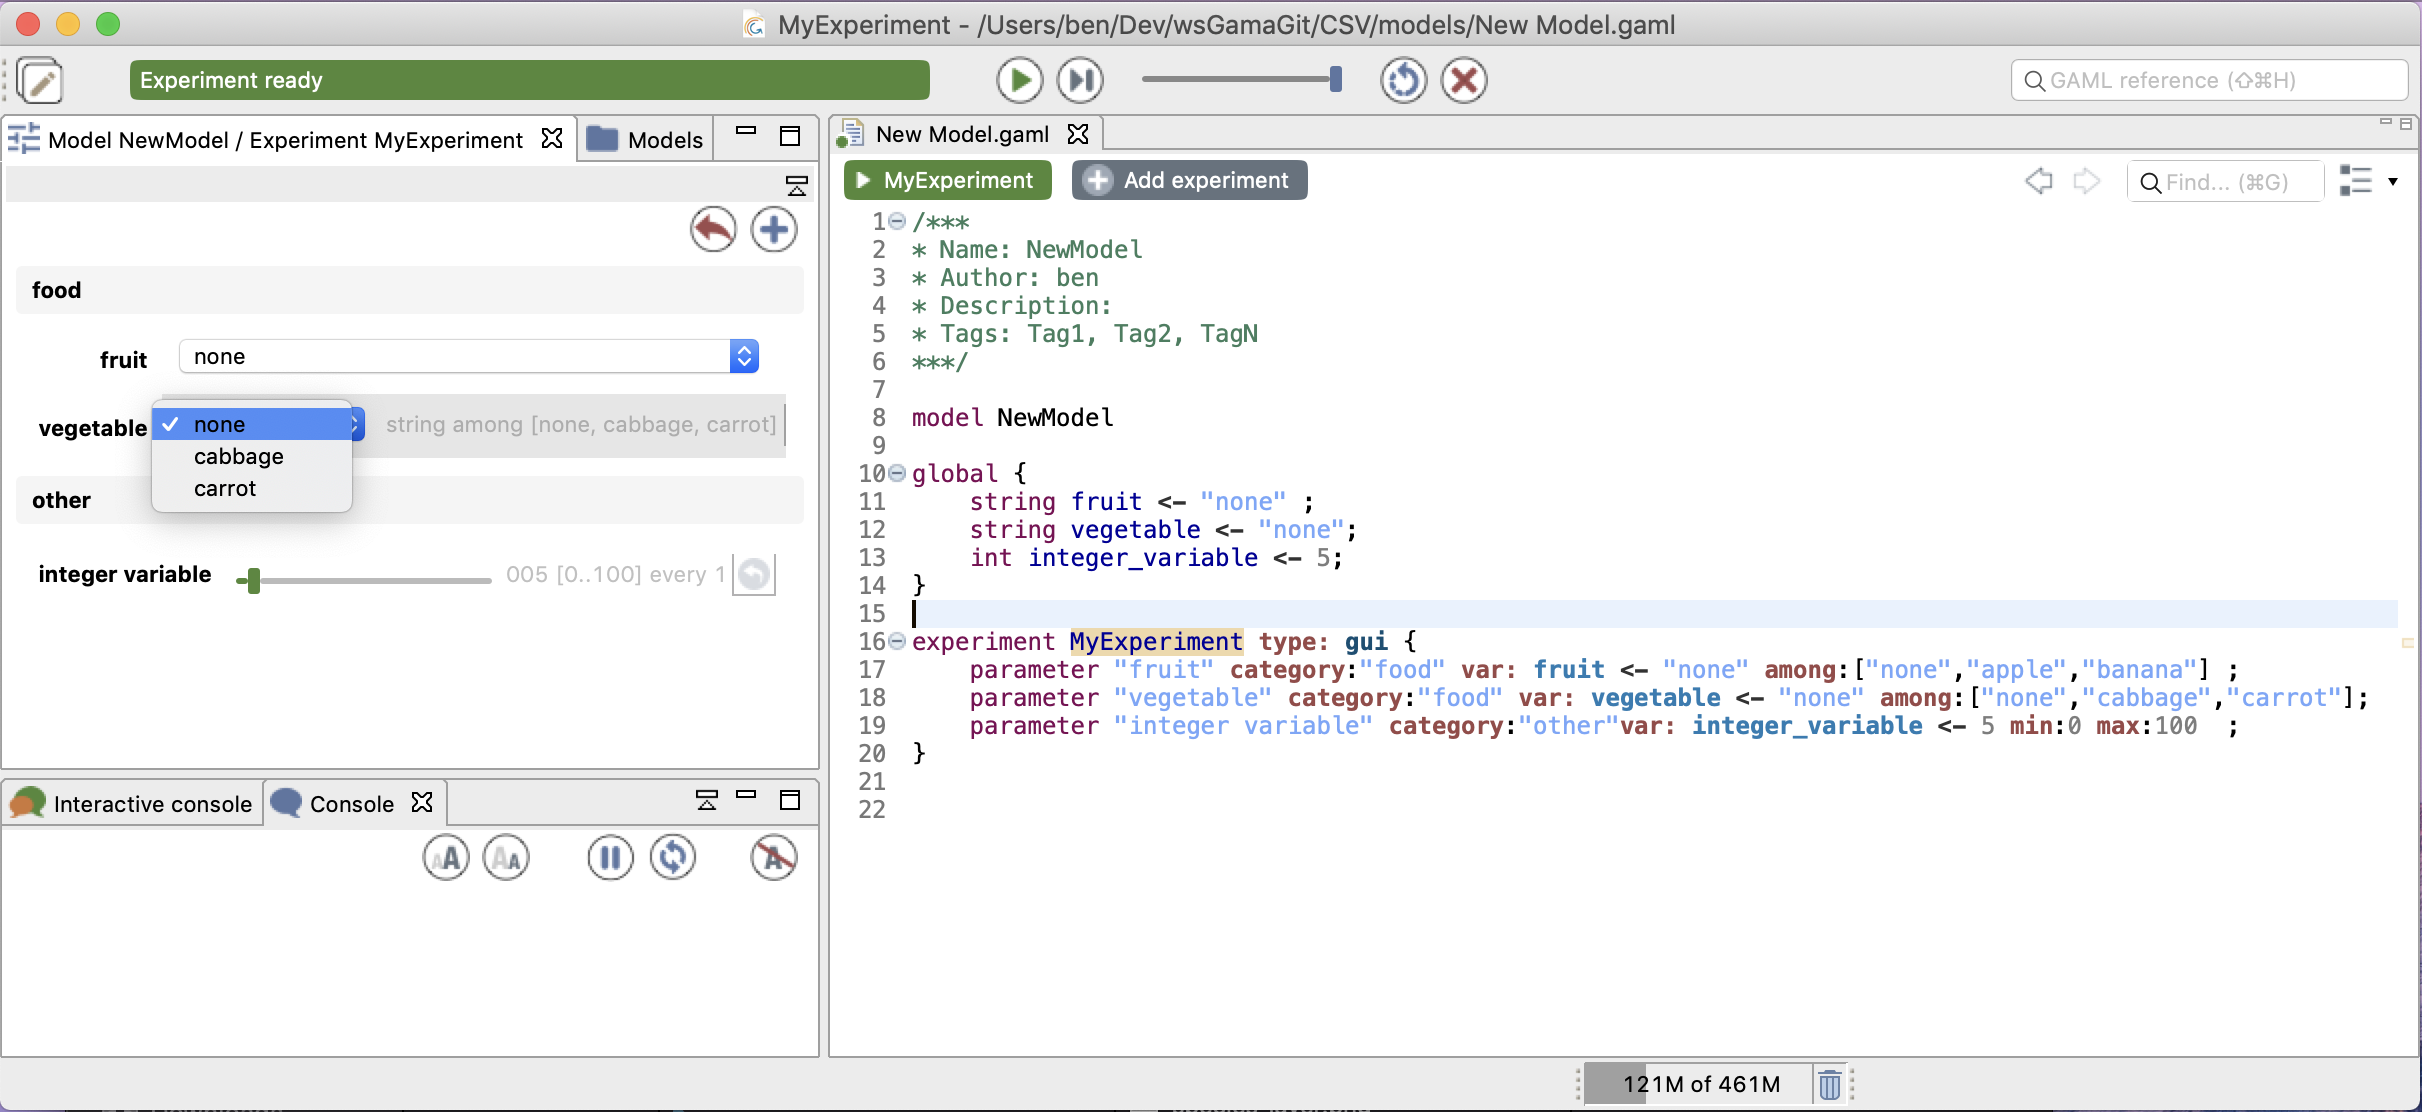 MyExperiment - /Users/ben/Dev/wsGamaGit/CSV/models/New Model.gaml
Experiment ready
GAML reference (⇧⌘H)
Model NewModel / Experiment MyExperiment
Models
food
fruit none
vegetable none string among [none, cabbage, carrot]
cabbage
carrot
other
integer variable 005 [0..100] every 1
Interactive console
Console
New Model.gaml
MyExperiment
Add experiment
Find... (⌘G)
1 /***
2 * Name: NewModel
3 * Author: ben
4 * Description:
5 * Tags: Tag1, Tag2, TagN
6 ***/
7
8 model NewModel
9
10 global {
11 string fruit <- "none" ;
12 string vegetable <- "none";
13 int integer_variable <- 5;
14 }
15
16 experiment MyExperiment type: gui {
17 parameter "fruit" category:"food" var: fruit <- "none" among:["none","apple","banana"] ;
18 parameter "vegetable" category:"food" var: vegetable <- "none" among:["none","cabbage","carrot"];
19 parameter "integer variable" category:"other"var: integer_variable <- 5 min:0 max:100 ;
20 }
21
22
121M of 461M